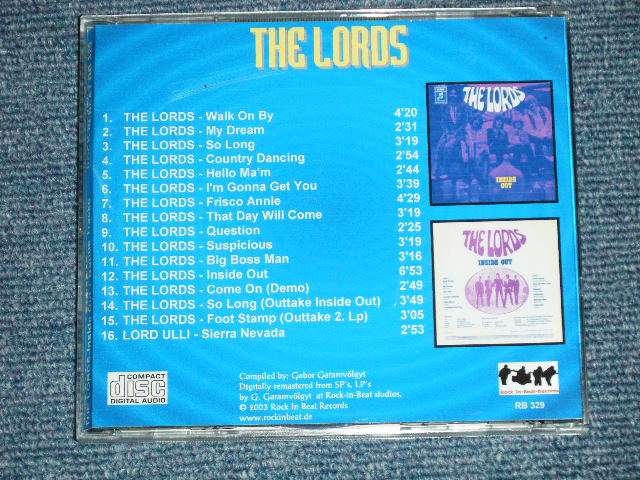 THE LORDS
1. THE LORDS - Walk On By 4'20
2. THE LORDS - My Dream 2'31
3. THE LORDS - So Long 3'19
4. THE LORDS - Country Dancing 2'54
5. THE LORDS - Hello Ma'm 2'44
6. THE LORDS - I'm Gonna Get You 3'39
7. THE LORDS - Frisco Annie 4'29
8. THE LORDS - That Day Will Come 3'19
9. THE LORDS - Question 2'25
10. THE LORDS - Suspicious 3'19
11. THE LORDS - Big Boss Man 3'16
12. THE LORDS - Inside Out 6'53
13. THE LORDS - Come On (Demo) 2'49
14. THE LORDS - So Long (Outtake Inside Out) 3'49
15. THE LORDS - Foot Stamp (Outtake 2. Lp) 3'05
16. LORD ULLI - Sierra Nevada 2'53
THE LORDS
INSIDE OUT
THE LORDS
INSIDE OUT
COMPACT
disc
DIGITAL AUDIO
Compiled by: Gabor Garamvölgyi
Digitally remastered from SP's, LP's
by G. Garamvölgyi at Rock-in-Beat studios,
© 2003 Rock In Beat Records
www.rockinbeat.de
Rock-In-Beat-Records
RB 329